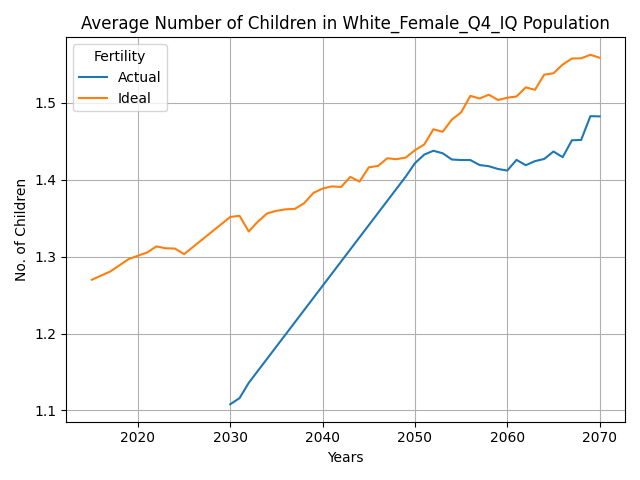 Average Number of Children in White_Female_Q4_IQ Population
Fertility
Actual
Ideal
No. of Children
1.5
1.4
1.3
1.2
1.1
2020 2030 2040 2050 2060 2070
Years